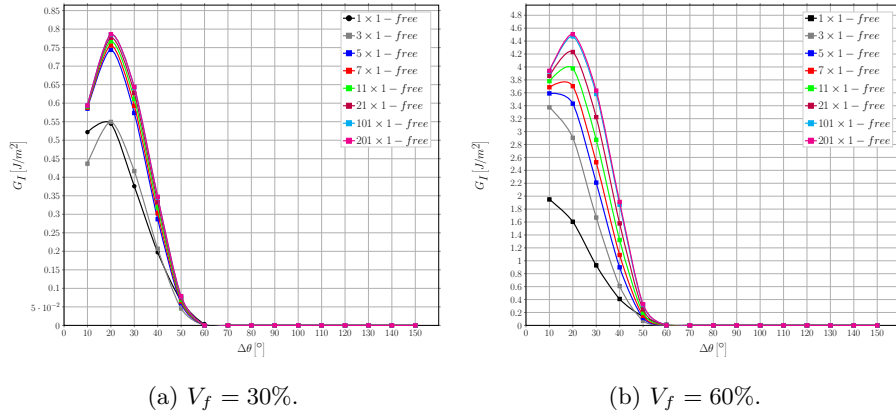 0.85
0.8
0.75
0.7
0.65
0.6
0.55
0.5
0.45
0.4
0.35
0.3
0.25
0.2
0.15
0.1
5 · 10⁻²
0
G_I [J/m²]
0 10 20 30 40 50 60 70 80 90 100 110 120 130 140 150
Δθ [°]
1 × 1 − free
3 × 1 − free
5 × 1 − free
7 × 1 − free
11 × 1 − free
21 × 1 − free
101 × 1 − free
201 × 1 − free
(a) V_f = 30%.
4.8
4.6
4.4
4.2
4
3.8
3.6
3.4
3.2
3
2.8
2.6
2.4
2.2
2
1.8
1.6
1.4
1.2
1
0.8
0.6
0.4
0.2
0
G_I [J/m²]
0 10 20 30 40 50 60 70 80 90 100 110 120 130 140 150
Δθ [°]
1 × 1 − free
3 × 1 − free
5 × 1 − free
7 × 1 − free
11 × 1 − free
21 × 1 − free
101 × 1 − free
201 × 1 − free
(b) V_f = 60%.